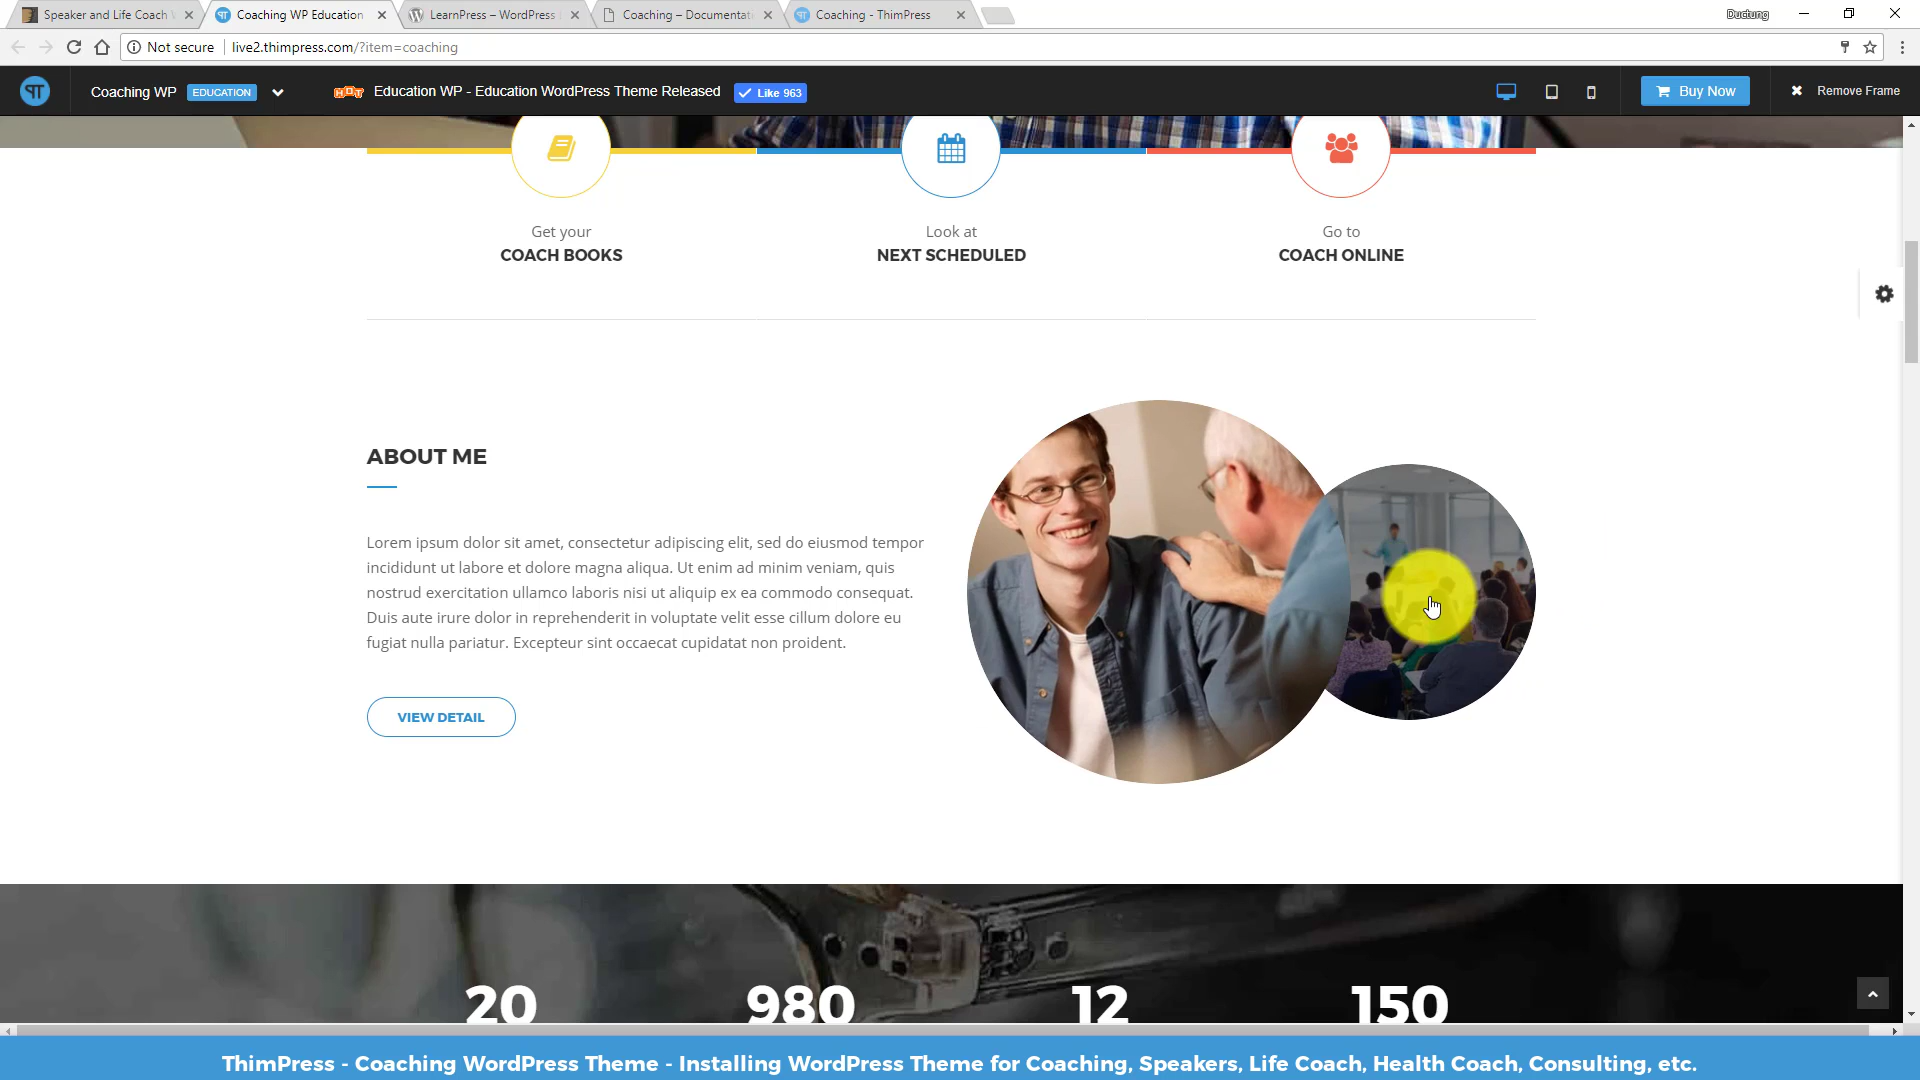 Speaker and Life Coach
Coaching WP Education
LearnPress – WordPress
Coaching – Documentat
Coaching - ThimPress
Ductung
Not secure
live2.thimpress.com/?item=coaching
Coaching WP
EDUCATION
HOT
Education WP - Education WordPress Theme Released
Like 963
Buy Now
Remove Frame
Get your
COACH BOOKS
Look at
NEXT SCHEDULED
Go to
COACH ONLINE
ABOUT ME
Lorem ipsum dolor sit amet, consectetur adipiscing elit, sed do eiusmod tempor
incididunt ut labore et dolore magna aliqua. Ut enim ad minim veniam, quis
nostrud exercitation ullamco laboris nisi ut aliquip ex ea commodo consequat.
Duis aute irure dolor in reprehenderit in voluptate velit esse cillum dolore eu
fugiat nulla pariatur. Excepteur sint occaecat cupidatat non proident.
VIEW DETAIL
20
980
12
150
ThimPress - Coaching WordPress Theme - Installing WordPress Theme for Coaching, Speakers, Life Coach, Health Coach, Consulting, etc.